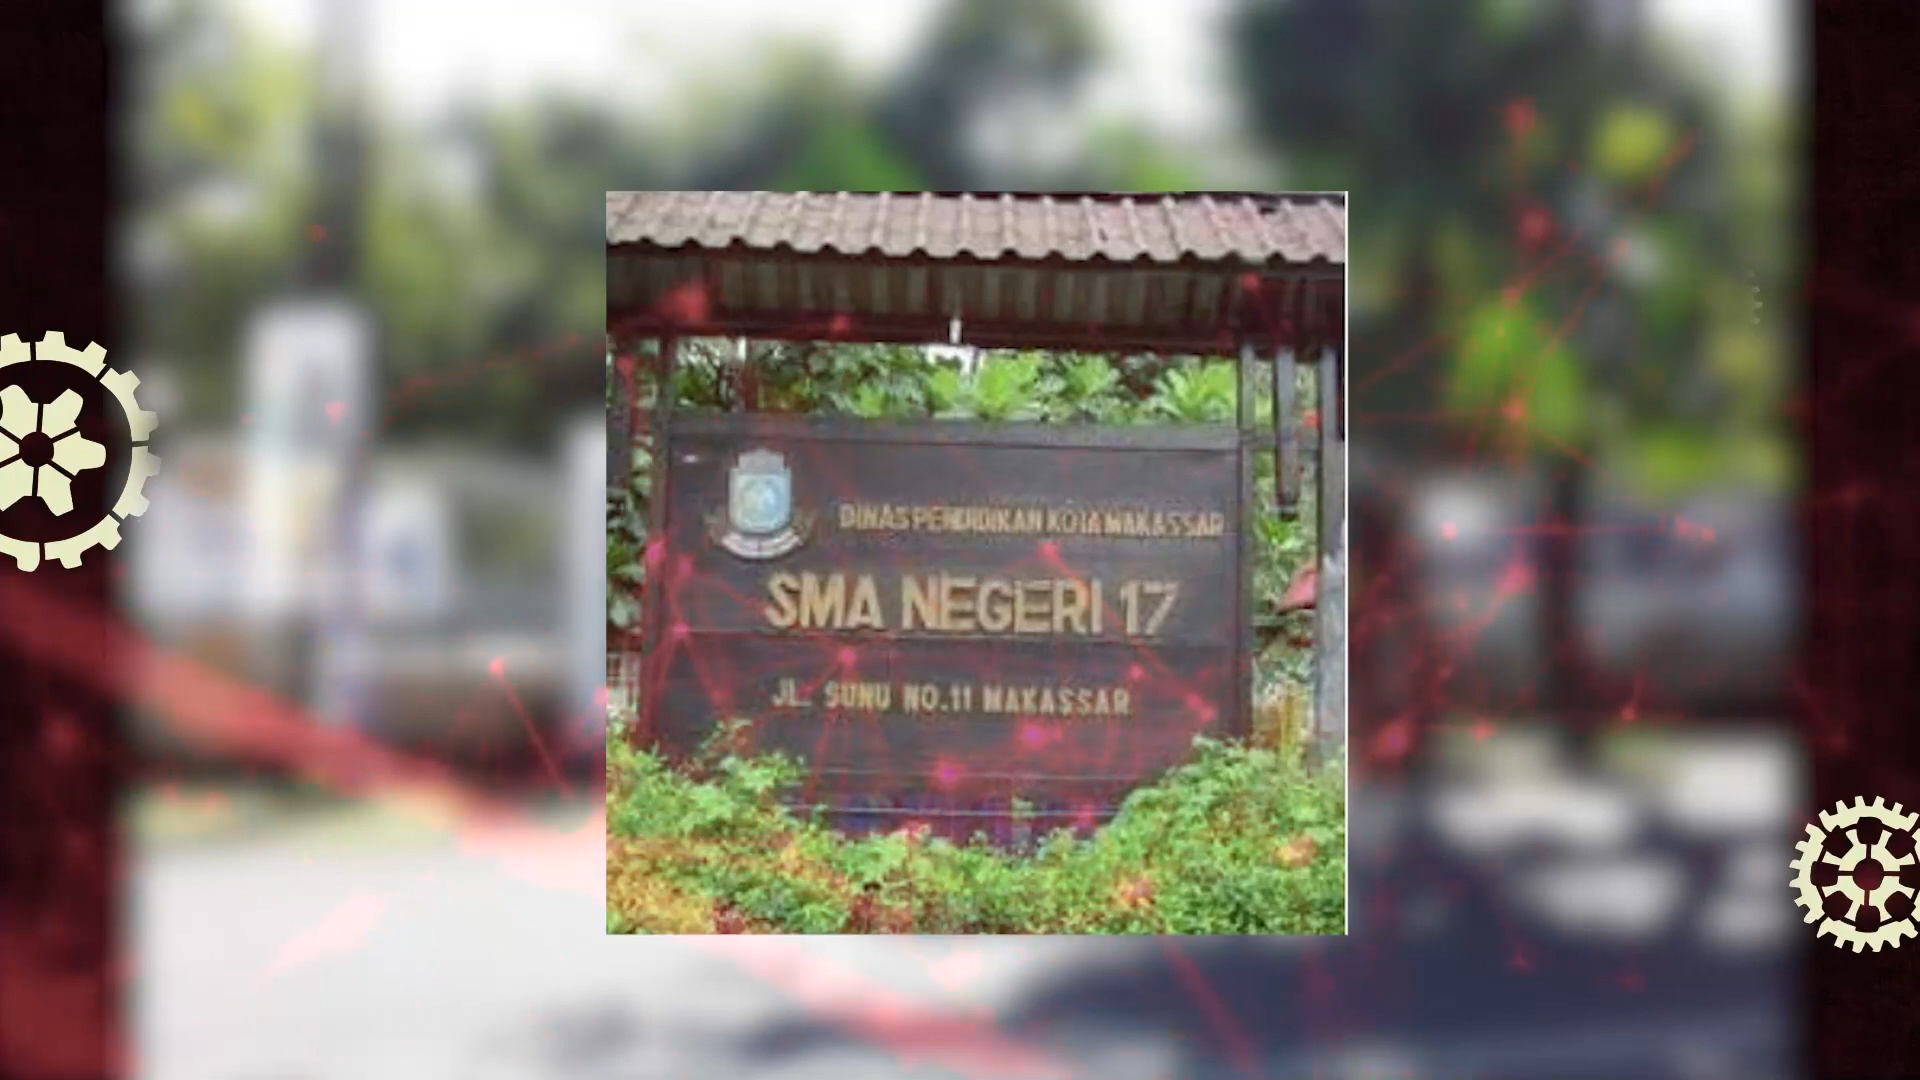 DINAS PENDIDIKAN KOTA MAKASSAR
SMA NEGERI 17
JL. SUNU NO.11 MAKASSAR